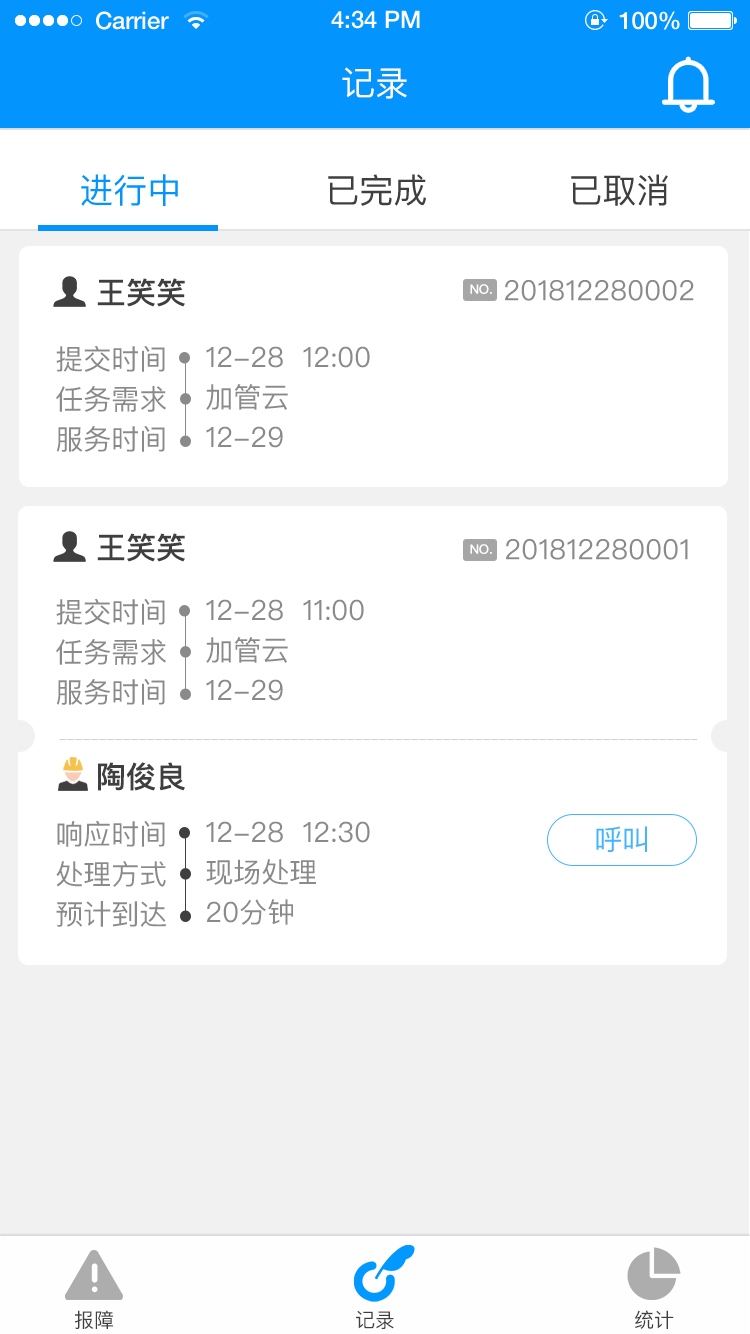 Carrier 4:34 PM 100%
记录
进行中 已完成 已取消
王笑笑 NO. 201812280002
提交时间 12-28 12:00
任务需求 加管云
服务时间 12-29
王笑笑 NO. 201812280001
提交时间 12-28 11:00
任务需求 加管云
服务时间 12-29
陶俊良
响应时间 12-28 12:30
处理方式 现场处理
预计到达 20分钟
呼叫
报障 记录 统计